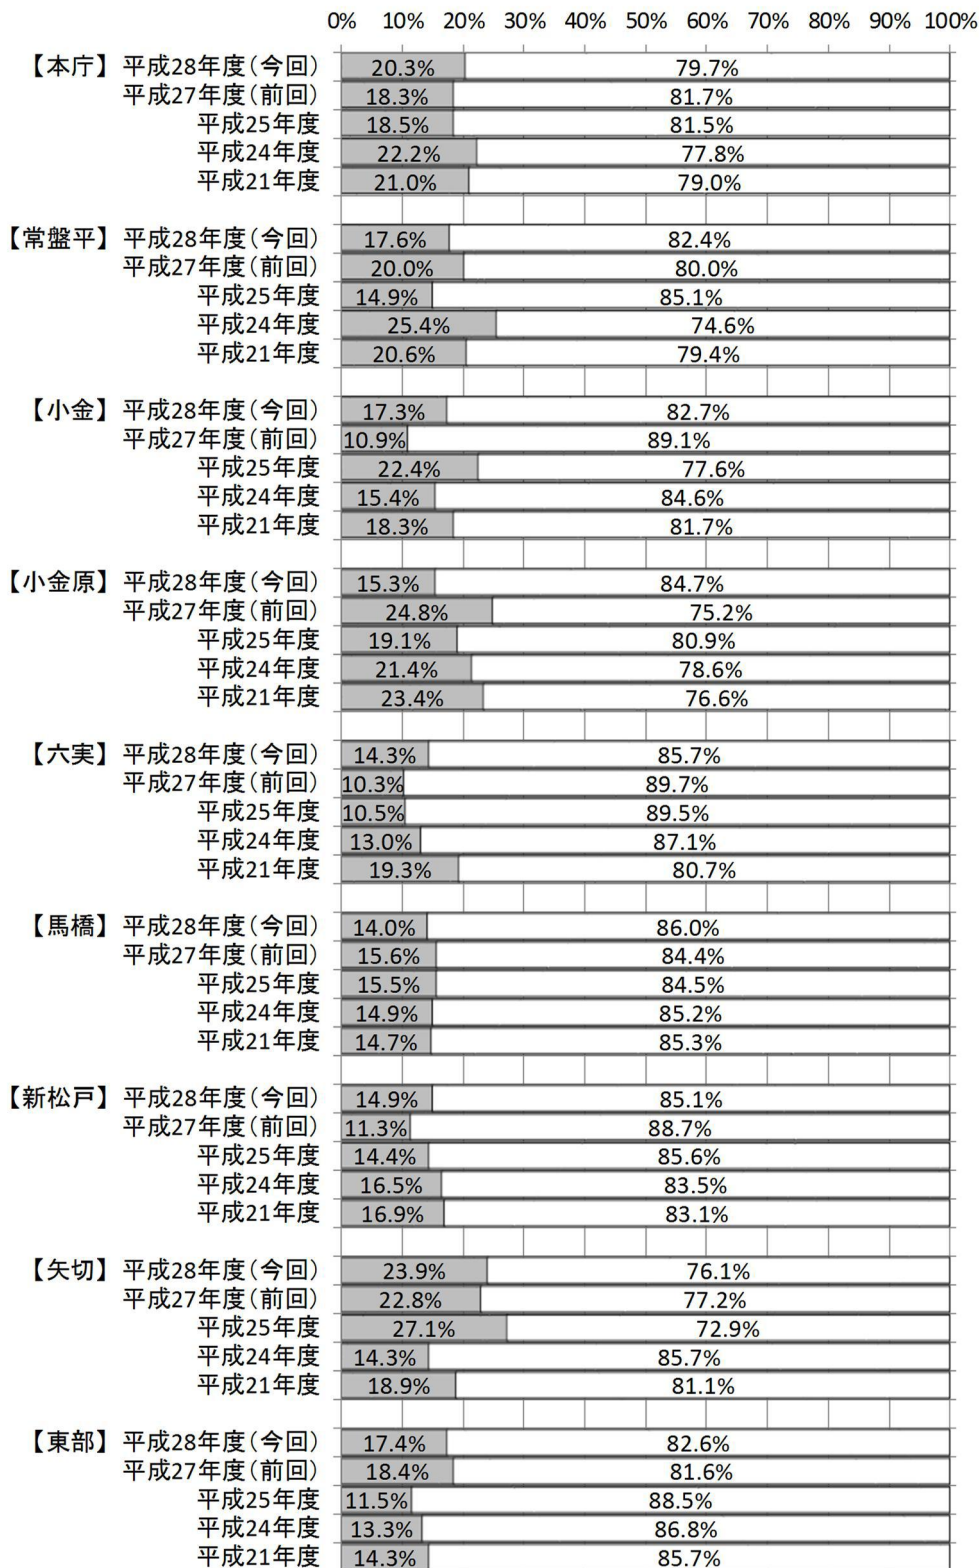 0% 10% 20% 30% 40% 50% 60% 70% 80% 90% 100%
【本庁】 平成28年度(今回) 20.3% 79.7%
平成27年度(前回) 18.3% 81.7%
平成25年度 18.5% 81.5%
平成24年度 22.2% 77.8%
平成21年度 21.0% 79.0%
【常盤平】 平成28年度(今回) 17.6% 82.4%
平成27年度(前回) 20.0% 80.0%
平成25年度 14.9% 85.1%
平成24年度 25.4% 74.6%
平成21年度 20.6% 79.4%
【小金】 平成28年度(今回) 17.3% 82.7%
平成27年度(前回) 10.9% 89.1%
平成25年度 22.4% 77.6%
平成24年度 15.4% 84.6%
平成21年度 18.3% 81.7%
【小金原】 平成28年度(今回) 15.3% 84.7%
平成27年度(前回) 24.8% 75.2%
平成25年度 19.1% 80.9%
平成24年度 21.4% 78.6%
平成21年度 23.4% 76.6%
【六実】 平成28年度(今回) 14.3% 85.7%
平成27年度(前回) 10.3% 89.7%
平成25年度 10.5% 89.5%
平成24年度 13.0% 87.1%
平成21年度 19.3% 80.7%
【馬橋】 平成28年度(今回) 14.0% 86.0%
平成27年度(前回) 15.6% 84.4%
平成25年度 15.5% 84.5%
平成24年度 14.9% 85.2%
平成21年度 14.7% 85.3%
【新松戸】 平成28年度(今回) 14.9% 85.1%
平成27年度(前回) 11.3% 88.7%
平成25年度 14.4% 85.6%
平成24年度 16.5% 83.5%
平成21年度 16.9% 83.1%
【矢切】 平成28年度(今回) 23.9% 76.1%
平成27年度(前回) 22.8% 77.2%
平成25年度 27.1% 72.9%
平成24年度 14.3% 85.7%
平成21年度 18.9% 81.1%
【東部】 平成28年度(今回) 17.4% 82.6%
平成27年度(前回) 18.4% 81.6%
平成25年度 11.5% 88.5%
平成24年度 13.3% 86.8%
平成21年度 14.3% 85.7%